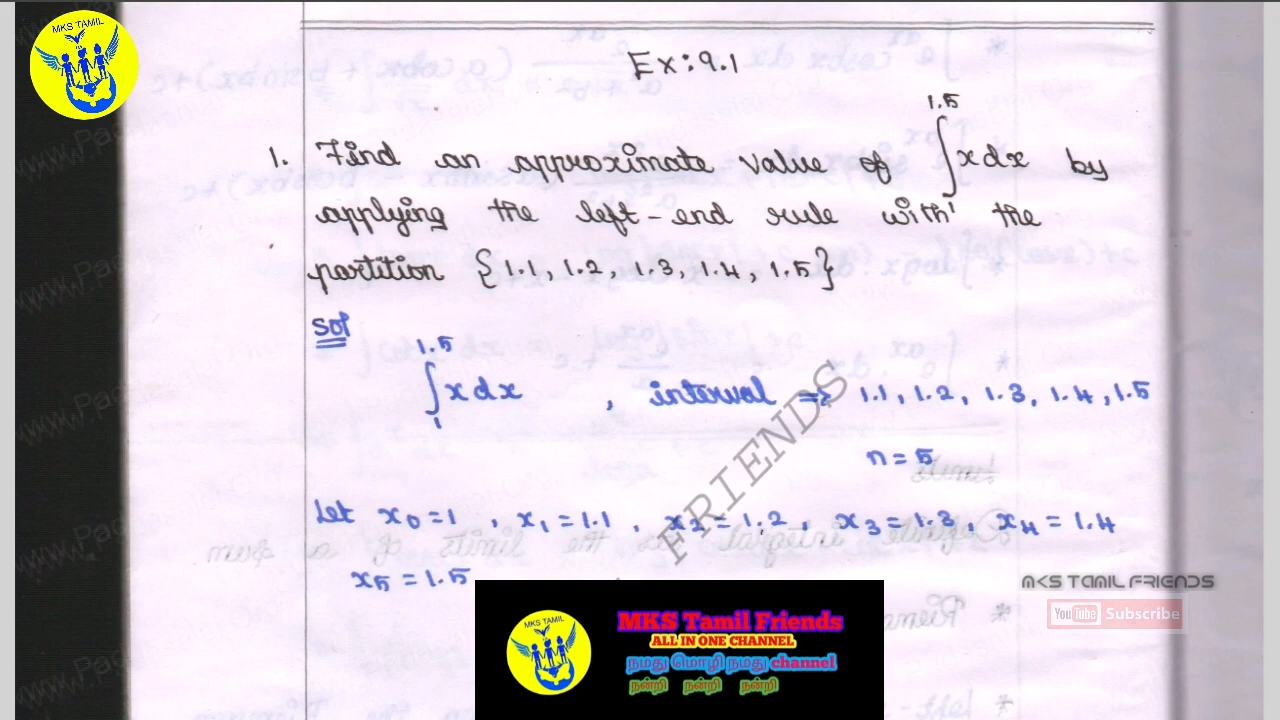 MKS TAMIL
Ex: 9.1
1. Find an approximate value of ∫₁^1.5 x dx by
applying the left-end rule with the
partition {1.1, 1.2, 1.3, 1.4, 1.5}
Sol
∫₁^1.5 x dx , interval => 1.1, 1.2, 1.3, 1.4, 1.5
n = 5
Let x₀ = 1 , x₁ = 1.1 , x₂ = 1.2 , x₃ = 1.3 , x₄ = 1.4
x₅ = 1.5
FRIENDS
MKS TAMIL FRIENDS
YouTube Subscribe
MKS TAMIL
MKS Tamil Friends
ALL IN ONE CHANNEL
நமது மொழி நமது channel
நன்றி நன்றி நன்றி